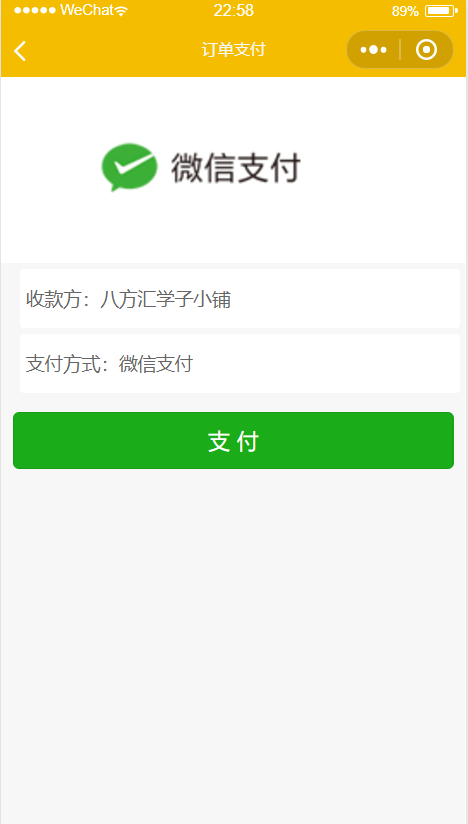 WeChat 22:58 89%
订单支付
微信支付
收款方：八方汇学子小铺
支付方式：微信支付
支 付